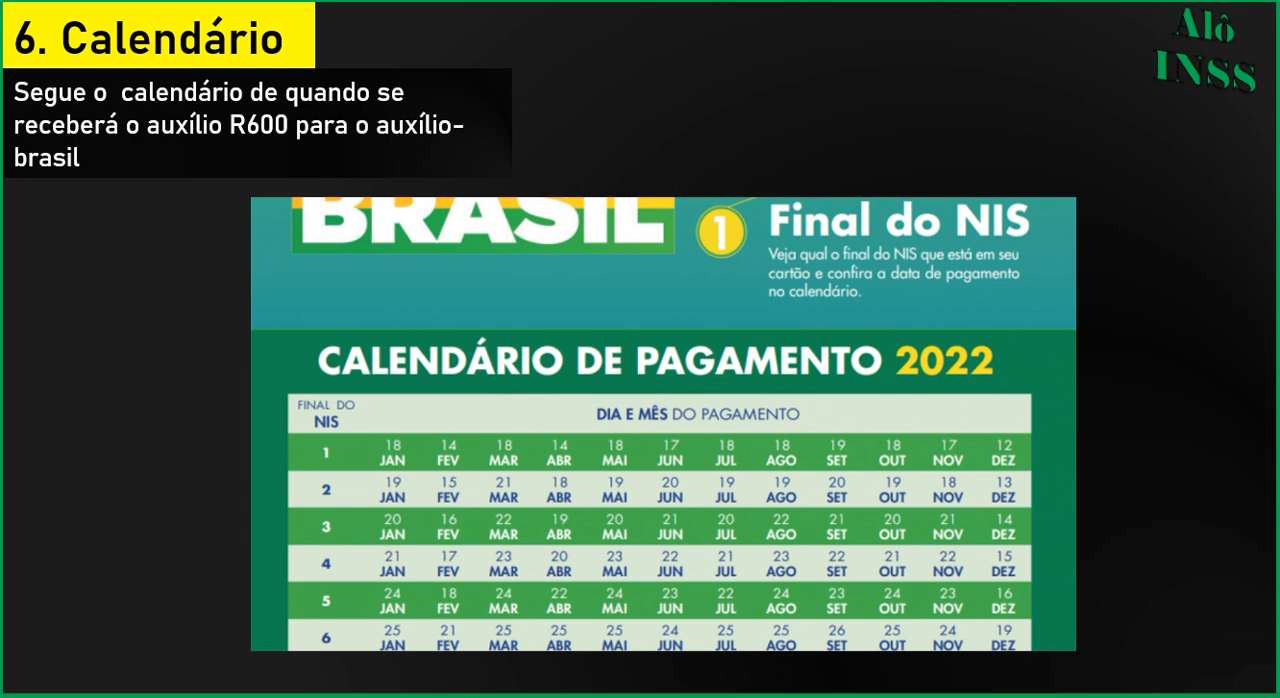 6. Calendário
Alô
INSS
Segue o  calendário de quando se
receberá o auxílio R600 para o auxílio-
brasil
BRASIL
1
Final do NIS
Veja qual o final do NIS que está em seu
cartão e confira a data de pagamento
no calendário.
CALENDÁRIO DE PAGAMENTO 2022
FINAL DO
NIS
DIA E MÊS DO PAGAMENTO
1
18 14 18 14 18 17 18 18 19 18 17 12
JAN FEV MAR ABR MAI JUN JUL AGO SET OUT NOV DEZ
2
19 15 21 18 19 20 19 19 20 19 18 13
JAN FEV MAR ABR MAI JUN JUL AGO SET OUT NOV DEZ
3
20 16 22 19 20 21 20 22 21 20 21 14
JAN FEV MAR ABR MAI JUN JUL AGO SET OUT NOV DEZ
4
21 17 23 20 23 22 21 23 22 21 22 15
JAN FEV MAR ABR MAI JUN JUL AGO SET OUT NOV DEZ
5
24 18 24 22 24 23 22 24 23 24 23 16
JAN FEV MAR ABR MAI JUN JUL AGO SET OUT NOV DEZ
6
25 21 25 25 25 24 25 25 26 25 24 19
JAN FEV MAR ABR MAI JUN JUL AGO SET OUT NOV DEZ